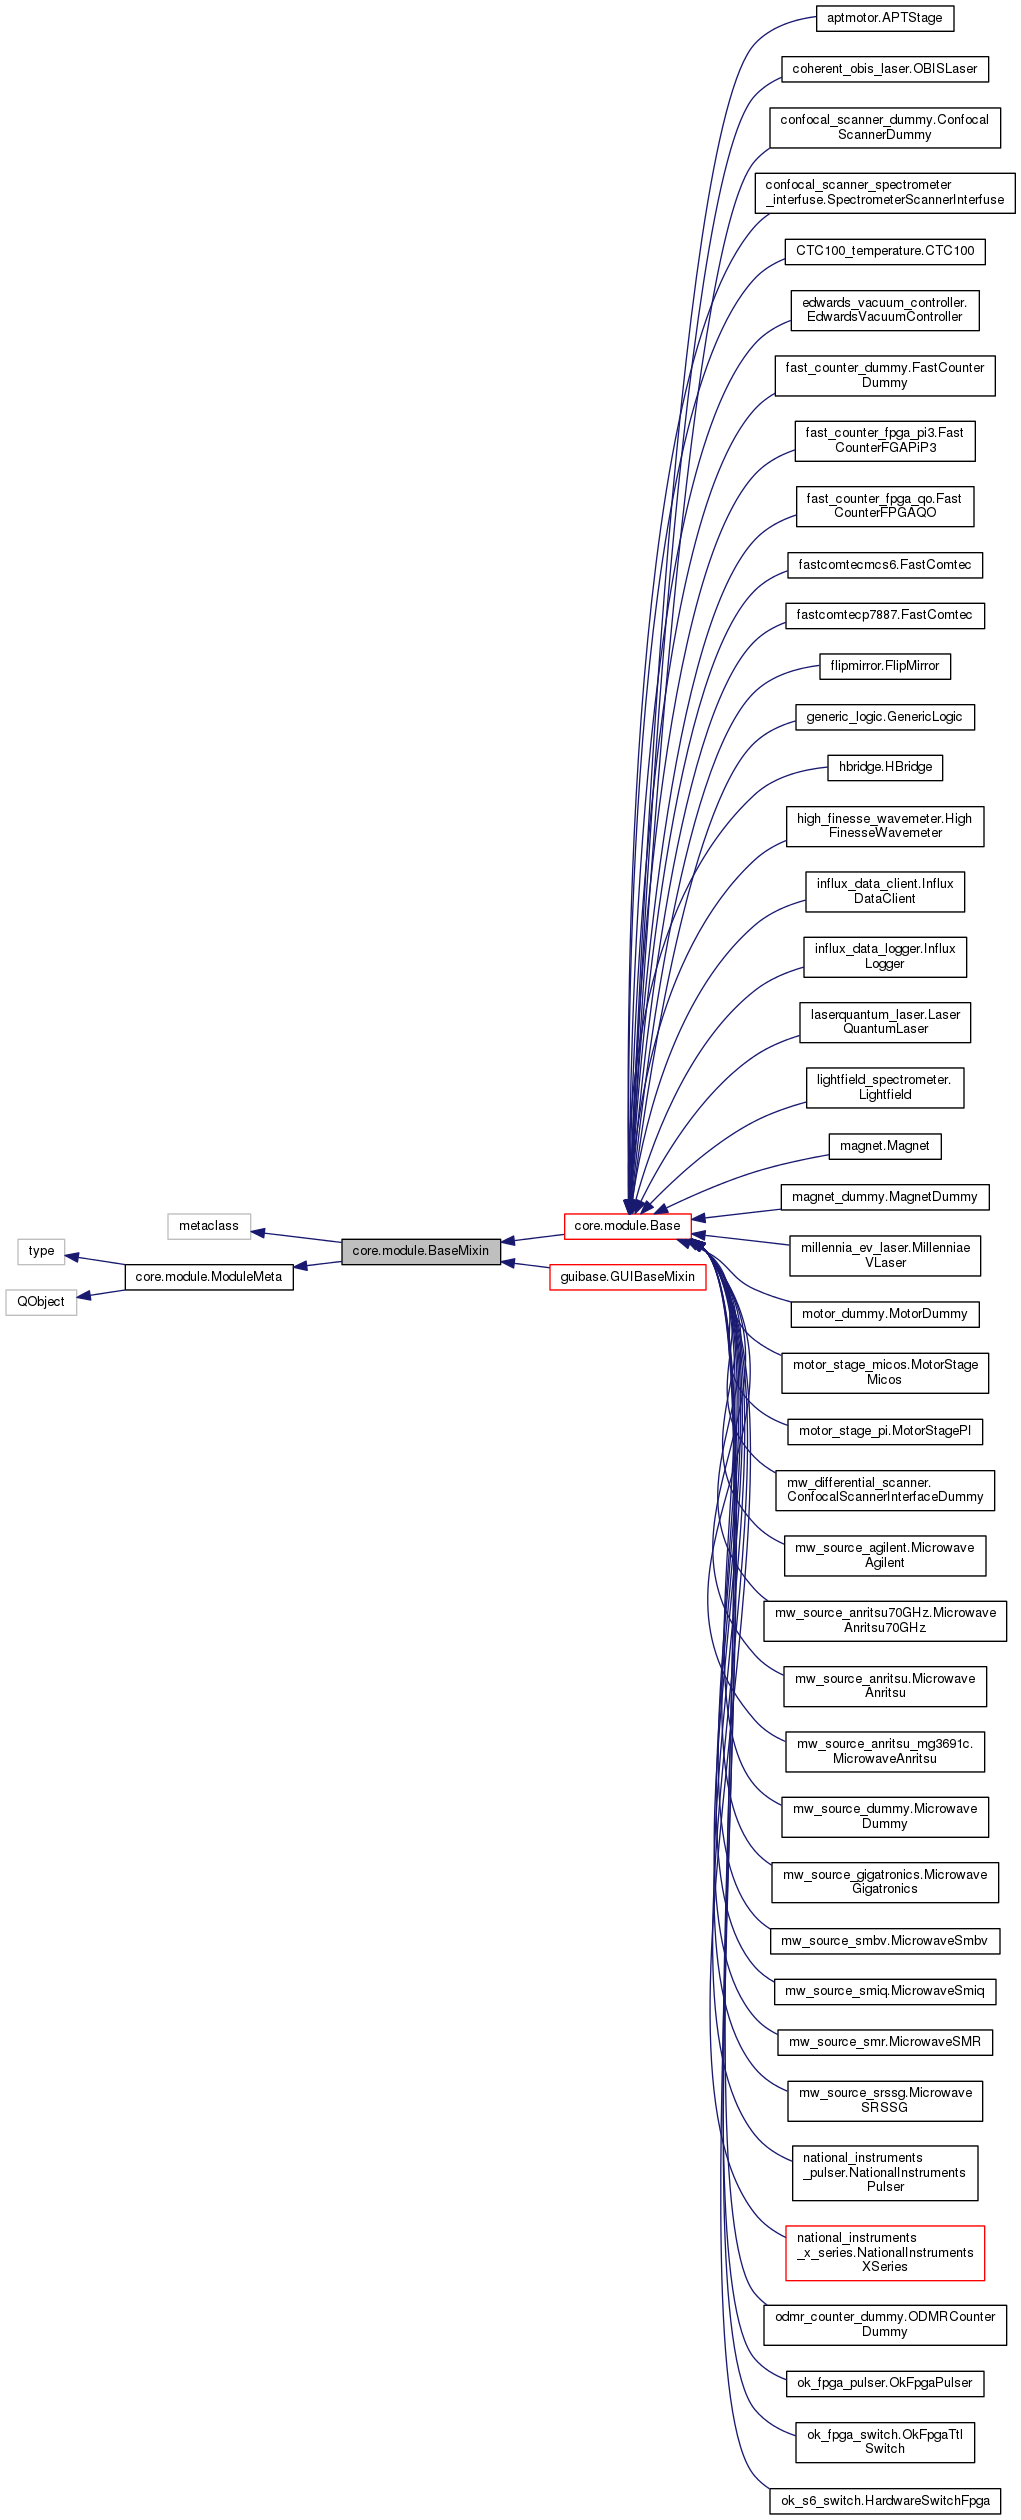 aptmotor.APTStage
coherent_obis_laser.OBISLaser
confocal_scanner_dummy.Confocal
ScannerDummy
confocal_scanner_spectrometer
_interfuse.SpectrometerScannerInterfuse
CTC100_temperature.CTC100
edwards_vacuum_controller.
EdwardsVacuumController
fast_counter_dummy.FastCounter
Dummy
fast_counter_fpga_pi3.Fast
CounterFGAPiP3
fast_counter_fpga_qo.Fast
CounterFPGAQO
fastcomtecmcs6.FastComtec
fastcomtecp7887.FastComtec
flipmirror.FlipMirror
generic_logic.GenericLogic
hbridge.HBridge
high_finesse_wavemeter.High
FinesseWavemeter
influx_data_client.Influx
DataClient
influx_data_logger.Influx
Logger
laserquantum_laser.Laser
QuantumLaser
lightfield_spectrometer.
Lightfield
magnet.Magnet
magnet_dummy.MagnetDummy
metaclass
core.module.Base
type
core.module.BaseMixin
millennia_ev_laser.Millenniae
VLaser
core.module.ModuleMeta
guibase.GUIBaseMixin
QObject
motor_dummy.MotorDummy
motor_stage_micos.MotorStage
Micos
motor_stage_pi.MotorStagePI
mw_differential_scanner.
ConfocalScannerInterfaceDummy
mw_source_agilent.Microwave
Agilent
mw_source_anritsu70GHz.Microwave
Anritsu70GHz
mw_source_anritsu.Microwave
Anritsu
mw_source_anritsu_mg3691c.
MicrowaveAnritsu
mw_source_dummy.Microwave
Dummy
mw_source_gigatronics.Microwave
Gigatronics
mw_source_smbv.MicrowaveSmbv
mw_source_smiq.MicrowaveSmiq
mw_source_smr.MicrowaveSMR
mw_source_srssg.Microwave
SRSSG
national_instruments
_pulser.NationalInstruments
Pulser
national_instruments
_x_series.NationalInstruments
XSeries
odmr_counter_dummy.ODMRCounter
Dummy
ok_fpga_pulser.OkFpgaPulser
ok_fpga_switch.OkFpgaTtl
Switch
ok_s6_switch.HardwareSwitchFpga